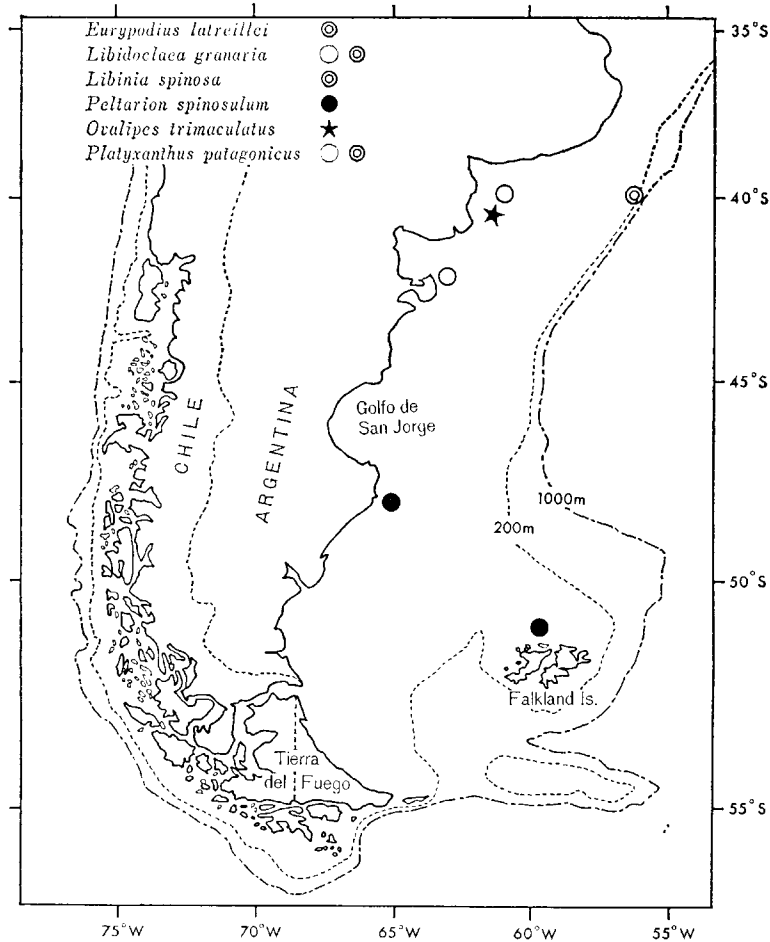 Eurypodius latreillei
Libidoclaea granaria
Libinia spinosa
Peltarion spinosulum
Ovalipes trimaculatus
Platyxanthus patagonicus
35°S
40°S
45°S
50°S
55°S
CHILE
ARGENTINA
Golfo de
San Jorge
1000m
200m
Falkland Is.
Tierra
del Fuego
75°W
70°W
65°W
60°W
55°W